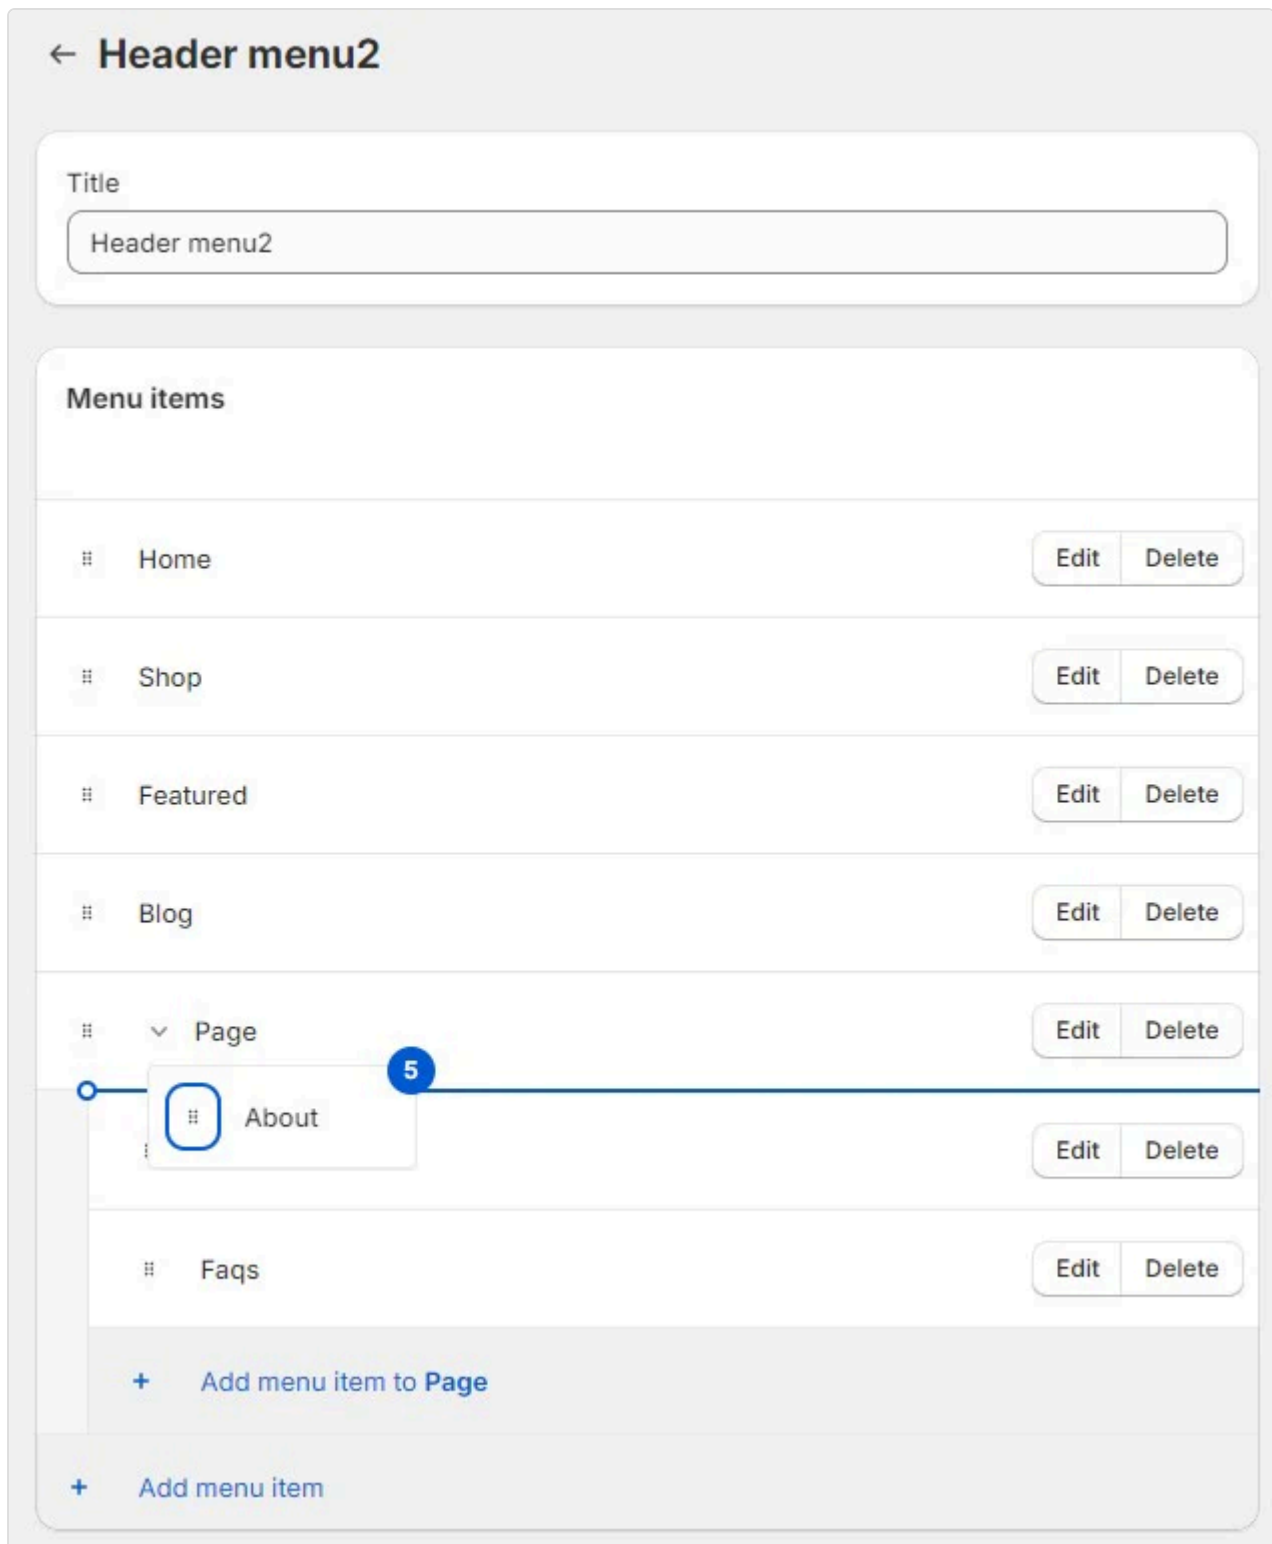 Header menu2
Title
Header menu2
Menu items
Home Edit Delete
Shop Edit Delete
Featured Edit Delete
Blog Edit Delete
Page Edit Delete
5
About
Edit Delete
Faqs Edit Delete
+ Add menu item to Page
+ Add menu item